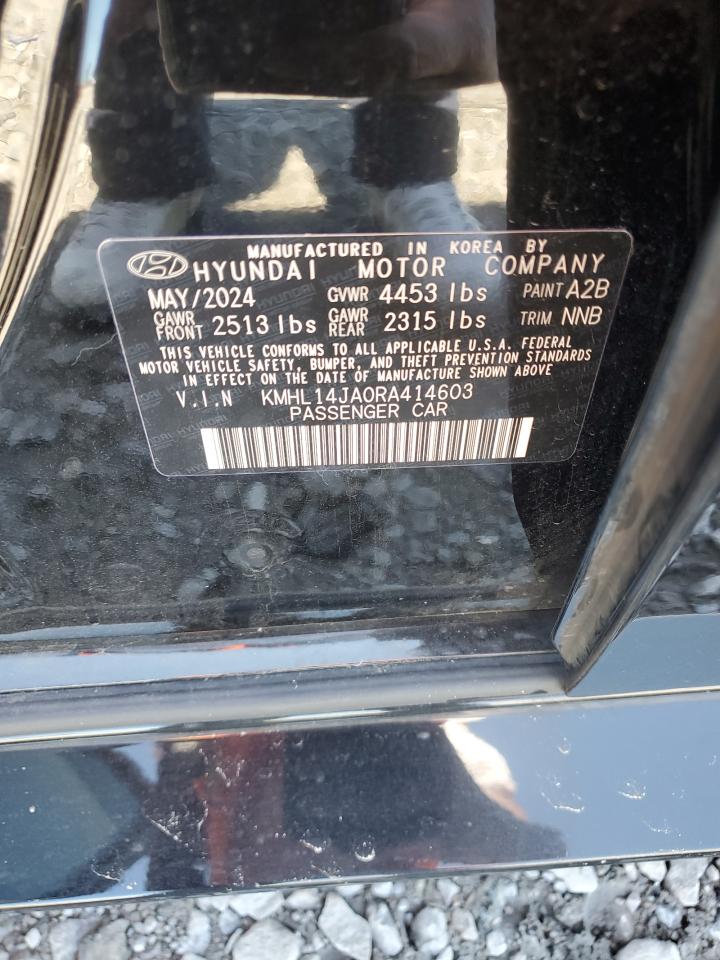 MANUFACTURED IN KOREA BY
HYUNDAI MOTOR COMPANY
MAY/2024 GVWR 4453 lbs PAINT A2B
GAWR FRONT 2513 lbs GAWR REAR 2315 lbs TRIM NNB
THIS VEHICLE CONFORMS TO ALL APPLICABLE U.S.A. FEDERAL
MOTOR VEHICLE SAFETY, BUMPER, AND THEFT PREVENTION STANDARDS
IN EFFECT ON THE DATE OF MANUFACTURE SHOWN ABOVE
V.I.N KMHL14JA0RA414603
PASSENGER CAR